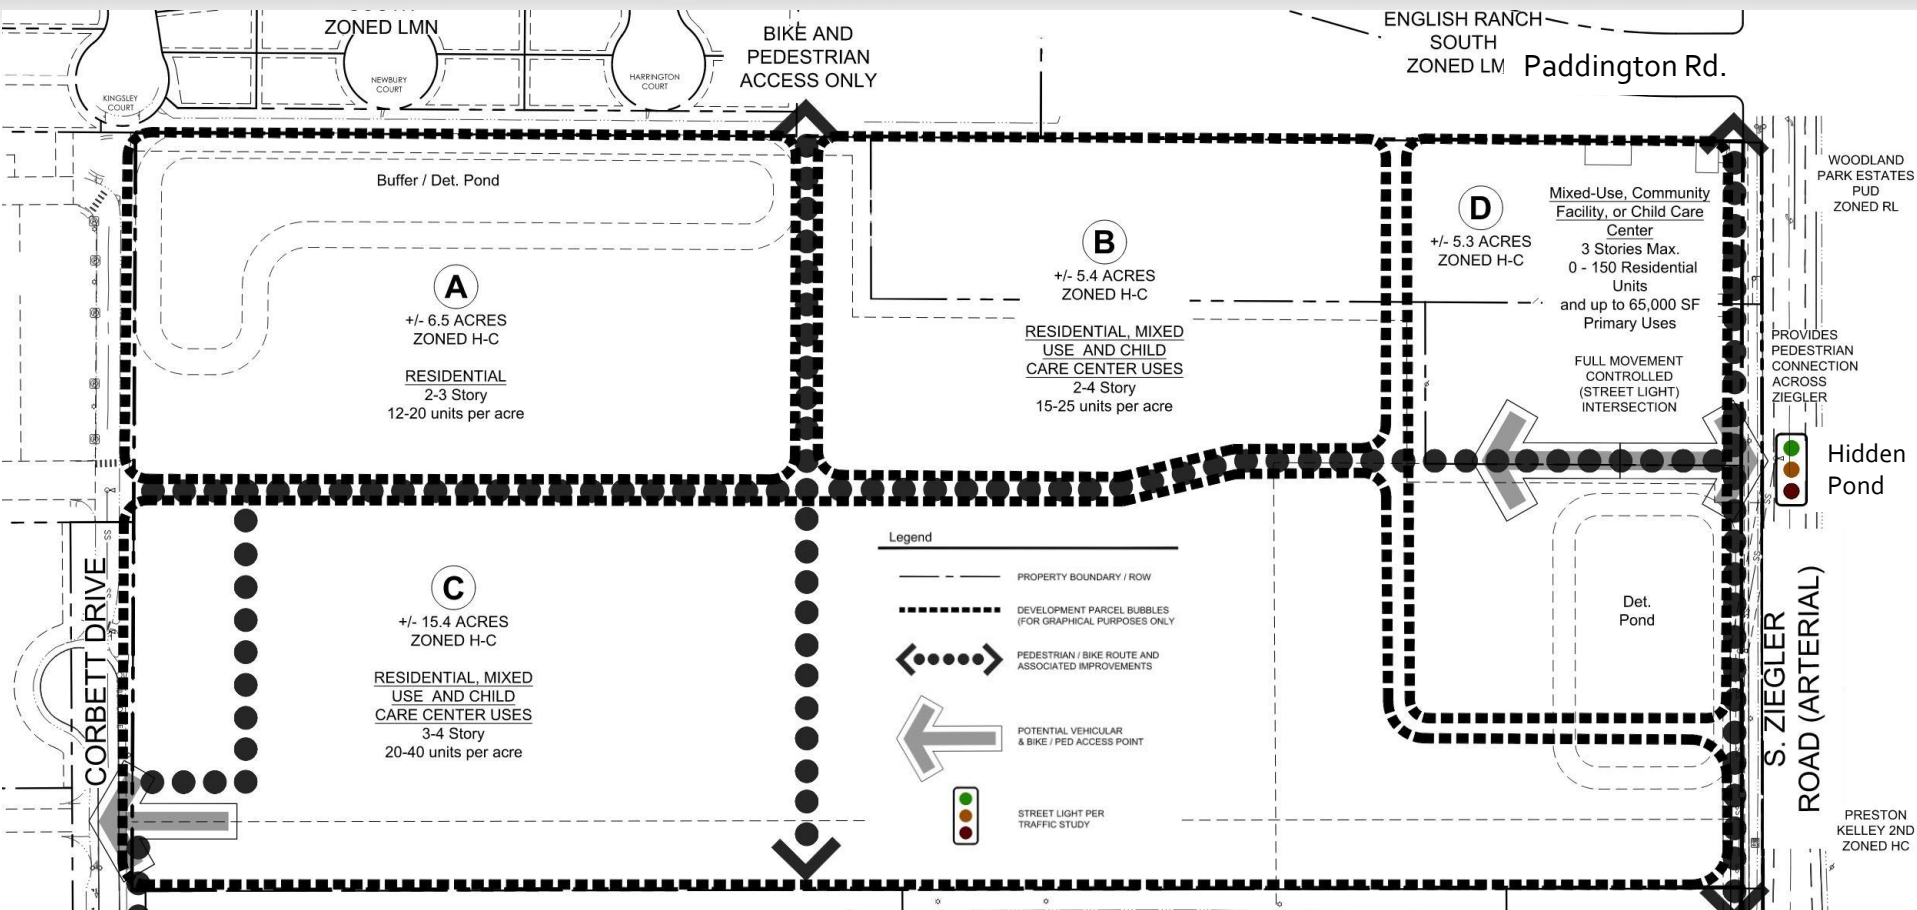 ZONED LMN
BIKE AND
PEDESTRIAN
ACCESS ONLY
ENGLISH RANCH
SOUTH
ZONED LM
Paddington Rd.
KINGSLEY
COURT
NEWBURY
COURT
HARRINGTON
COURT
Buffer / Det. Pond
A
+/- 6.5 ACRES
ZONED H-C
RESIDENTIAL
2-3 Story
12-20 units per acre
B
+/- 5.4 ACRES
ZONED H-C
RESIDENTIAL, MIXED
USE AND CHILD
CARE CENTER USES
2-4 Story
15-25 units per acre
D
+/- 5.3 ACRES
ZONED H-C
Mixed-Use, Community
Facility, or Child Care
Center
3 Stories Max.
0 - 150 Residential
Units
and up to 65,000 SF
Primary Uses
FULL MOVEMENT
CONTROLLED
(STREET LIGHT)
INTERSECTION
WOODLAND
PARK ESTATES
PUD
ZONED RL
PROVIDES
PEDESTRIAN
CONNECTION
ACROSS
ZIEGLER
Hidden
Pond
C
+/- 15.4 ACRES
ZONED H-C
RESIDENTIAL, MIXED
USE AND CHILD
CARE CENTER USES
3-4 Story
20-40 units per acre
Legend
PROPERTY BOUNDARY / ROW
DEVELOPMENT PARCEL BUBBLES
(FOR GRAPHICAL PURPOSES ONLY
PEDESTRIAN / BIKE ROUTE AND
ASSOCIATED IMPROVEMENTS
POTENTIAL VEHICULAR
& BIKE / PED ACCESS POINT
STREET LIGHT PER
TRAFFIC STUDY
Det.
Pond
CORBETT DRIVE
S. ZIEGLER
ROAD (ARTERIAL)
PRESTON
KELLEY 2ND
ZONED HC
SS
SS
SS